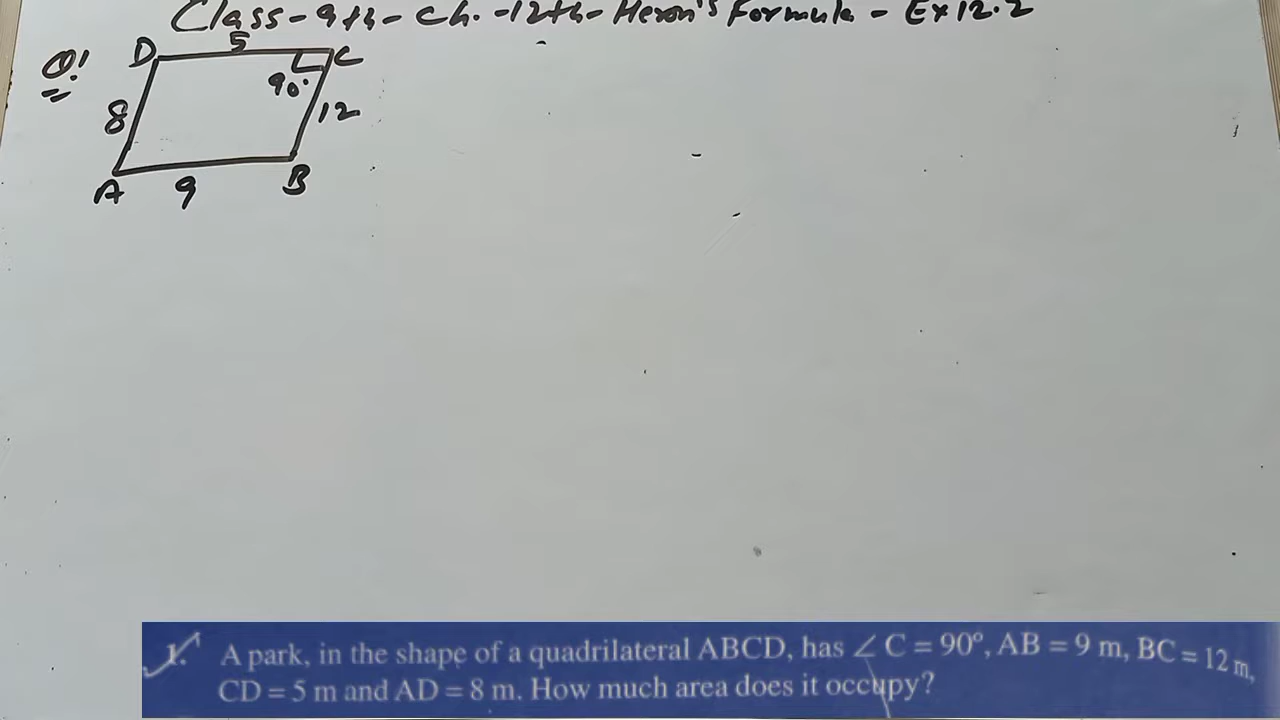 Class-9th-Ch.-12th-Heron's Formula-Ex12.2
Q1
D 5 C
90°
8
12
A 9 B
1. A park, in the shape of a quadrilateral ABCD, has ∠ C = 90°, AB = 9 m, BC = 12 m,
CD = 5 m and AD = 8 m. How much area does it occupy?